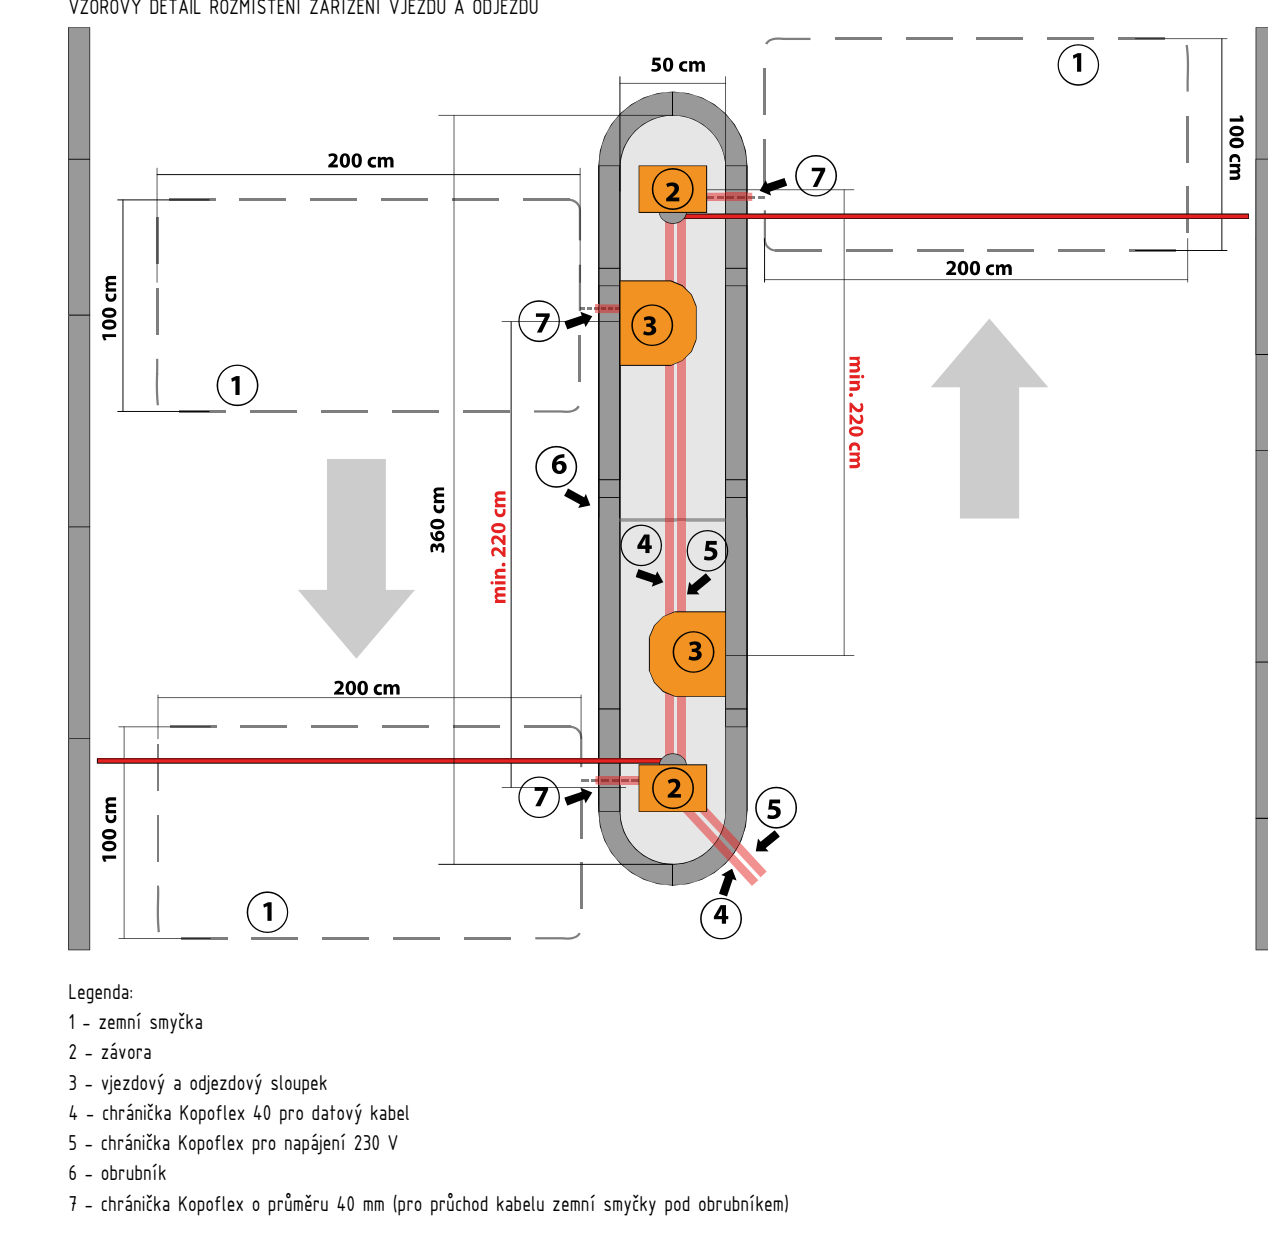 VZOROVÝ DETAIL ROZMÍSTĚNÍ ZAŘÍZENÍ VJEZDU A ODJEZDU
50 cm
1
100 cm
200 cm
7
2
200 cm
100 cm
7
3
1
min. 220 cm
6
360 cm
min. 220 cm
4
5
3
200 cm
2
7
5
100 cm
1
4
Legenda:
1 - zemní smyčka
2 - závora
3 - vjezdový a odjezdový sloupek
4 - chránička Kopoflex 40 pro datový kabel
5 - chránička Kopoflex pro napájení 230 V
6 - obrubník
7 - chránička Kopoflex o průměru 40 mm (pro průchod kabelu zemní smyčky pod obrubníkem)